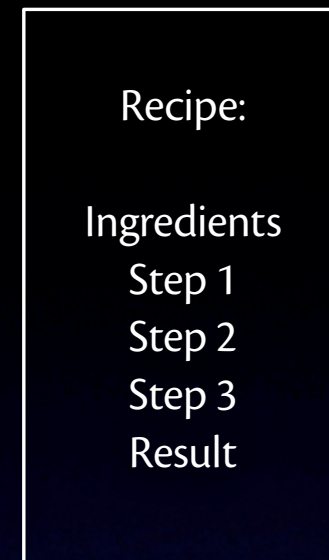 Recipe:
Ingredients
Step 1
Step 2
Step 3
Result